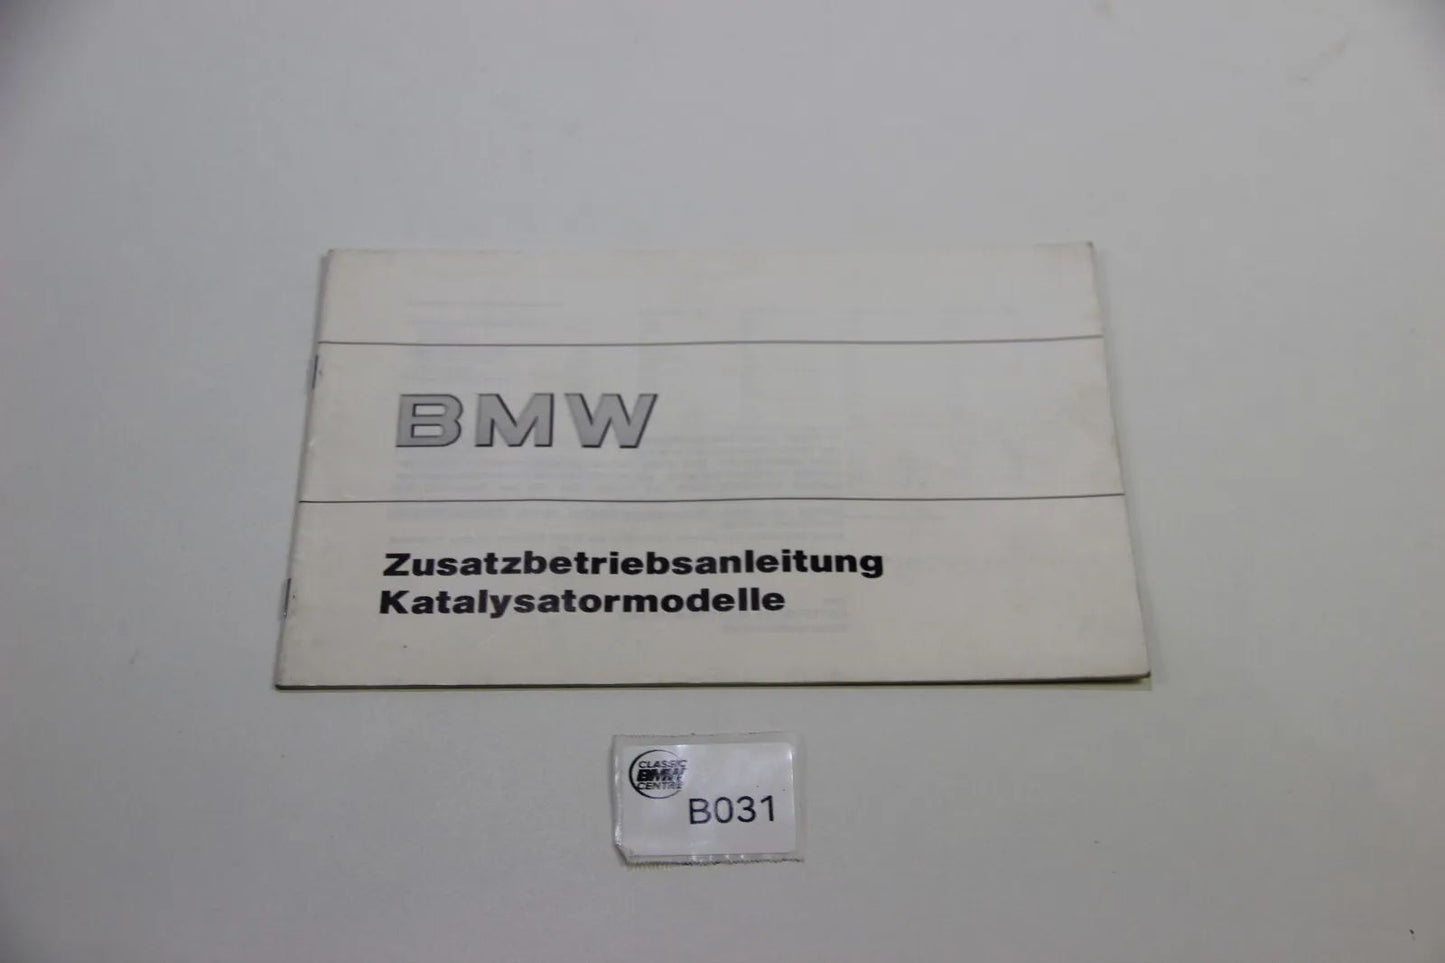 BMW
Zusatzbetriebsanleitung
Katalysatormodelle
CLASSIC
BMW
CENTRE
B031